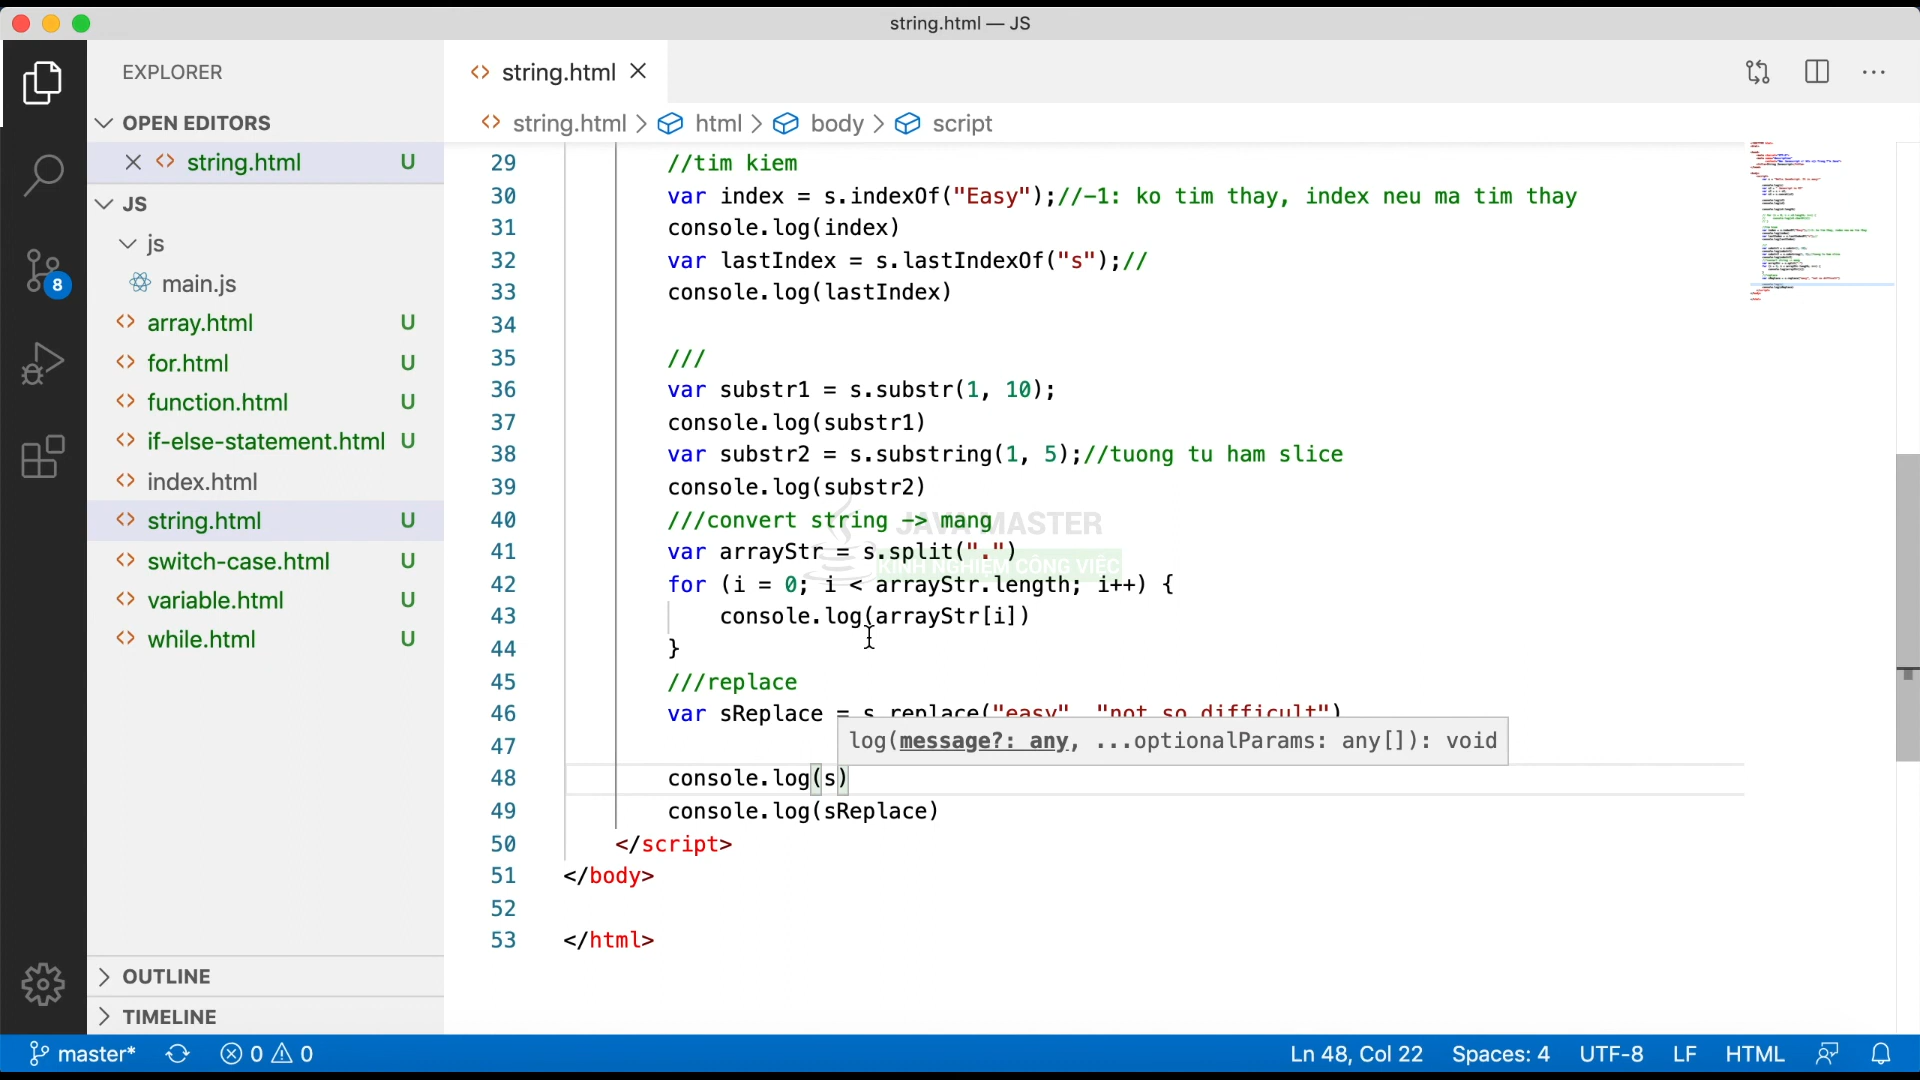 string.html — JS
EXPLORER
OPEN EDITORS
string.html U
JS
js
main.js
array.html U
for.html U
function.html U
if-else-statement.html U
index.html
string.html U
switch-case.html U
variable.html U
while.html U
OUTLINE
TIMELINE
8
string.html
string.html > html > body > script
29 //tim kiem
30 var index = s.indexOf("Easy");//-1: ko tim thay, index neu ma tim thay
31 console.log(index)
32 var lastIndex = s.lastIndexOf("s");//
33 console.log(lastIndex)
34
35 ///
36 var substr1 = s.substr(1, 10);
37 console.log(substr1)
38 var substr2 = s.substring(1, 5);//tuong tu ham slice
39 console.log(substr2)
40 ///convert string -> mang
41 var arrayStr = s.split(".")
42 for (i = 0; i < arrayStr.length; i++) {
43 console.log(arrayStr[i])
44 }
45 ///replace
46 var sReplace = s.replace("easy", "not so difficult")
47
log(message?: any, ...optionalParams: any[]): void
48 console.log(s)
49 console.log(sReplace)
50 </script>
51 </body>
52
53 </html>
JAVA MASTER
KINH NGHIỆM CÔNG VIỆC
master* 0 0
Ln 48, Col 22 Spaces: 4 UTF-8 LF HTML